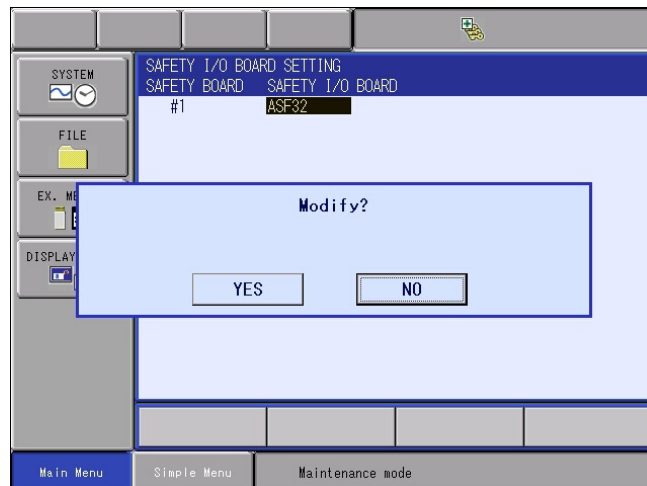 SYSTEM
FILE
EX.
DISPLAY
SAFETY I/O BOARD SETTING
SAFETY BOARD SAFETY I/O BOARD
#1 ASF32
Modify?
YES NO
Main Menu Simple Menu Maintenance mode